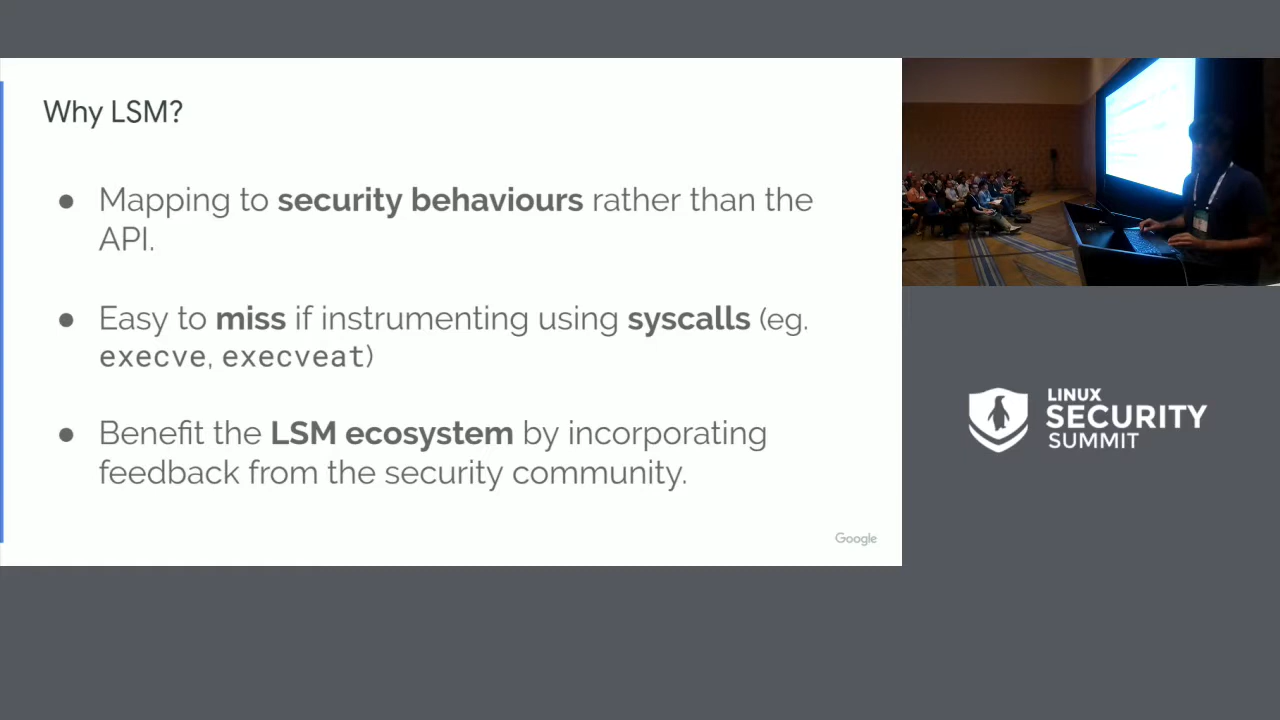 Why LSM?
● Mapping to security behaviours rather than the
API.
● Easy to miss if instrumenting using syscalls (eg.
execve, execveat)
● Benefit the LSM ecosystem by incorporating
feedback from the security community.
Google
LINUX
SECURITY
SUMMIT